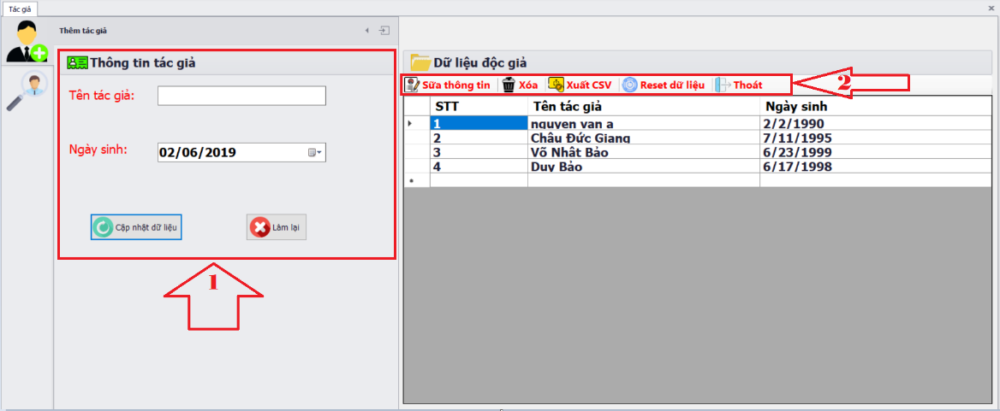 Tác giả
Thêm tác giả
Thông tin tác giả
Tên tác giả:
Ngày sinh:
02/06/2019
Cập nhật dữ liệu
Làm lại
1
Dữ liệu độc giả
Sữa thông tin Xóa Xuất CSV Reset dữ liệu Thoát
2
STT Tên tác giả Ngày sinh
1 nguyen van a 2/2/1990
2 Châu Đức Giang 7/11/1995
3 Võ Nhât Bảo 6/23/1999
4 Duy Bảo 6/17/1998